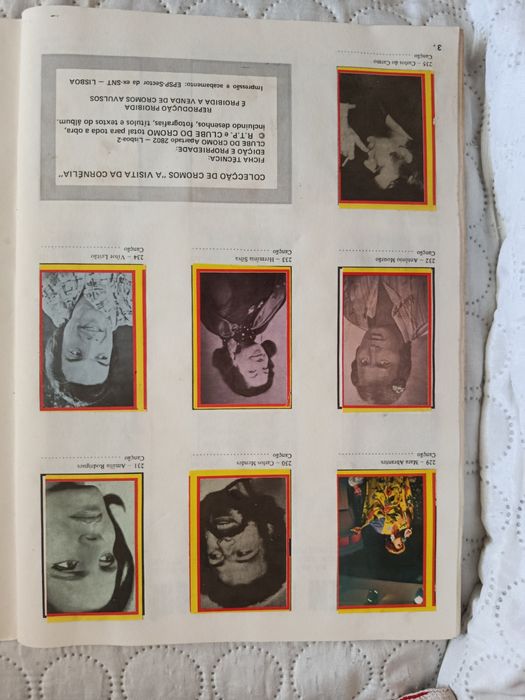 229 – Mara Abrantes
Canção
230 – Carlos Mendes
Canção
231 – Amália Rodrigues
Canção
232 – António Mourão
Canção
233 – Hermínia Silva
Canção
234 – Vítor Leitão
Canção
235 – Carlos do Carmo
Canção
COLECÇÃO DE CROMOS "A VISITA DA CORNÉLIA"
FICHA TÉCNICA:
EDIÇÃO E PROPRIEDADE:
CLUBE DO CROMO Apartado 2802 – Lisboa-2
© R.T.P. e CLUBE DO CROMO total para toda a obra,
incluindo desenhos, fotografias, títulos e textos do álbum.
REPRODUÇÃO PROIBIDA
É PROIBIDA A VENDA DE CROMOS AVULSOS
Impressão e acabamento: EPSP-Sector da ex-SNT – LISBOA
3.